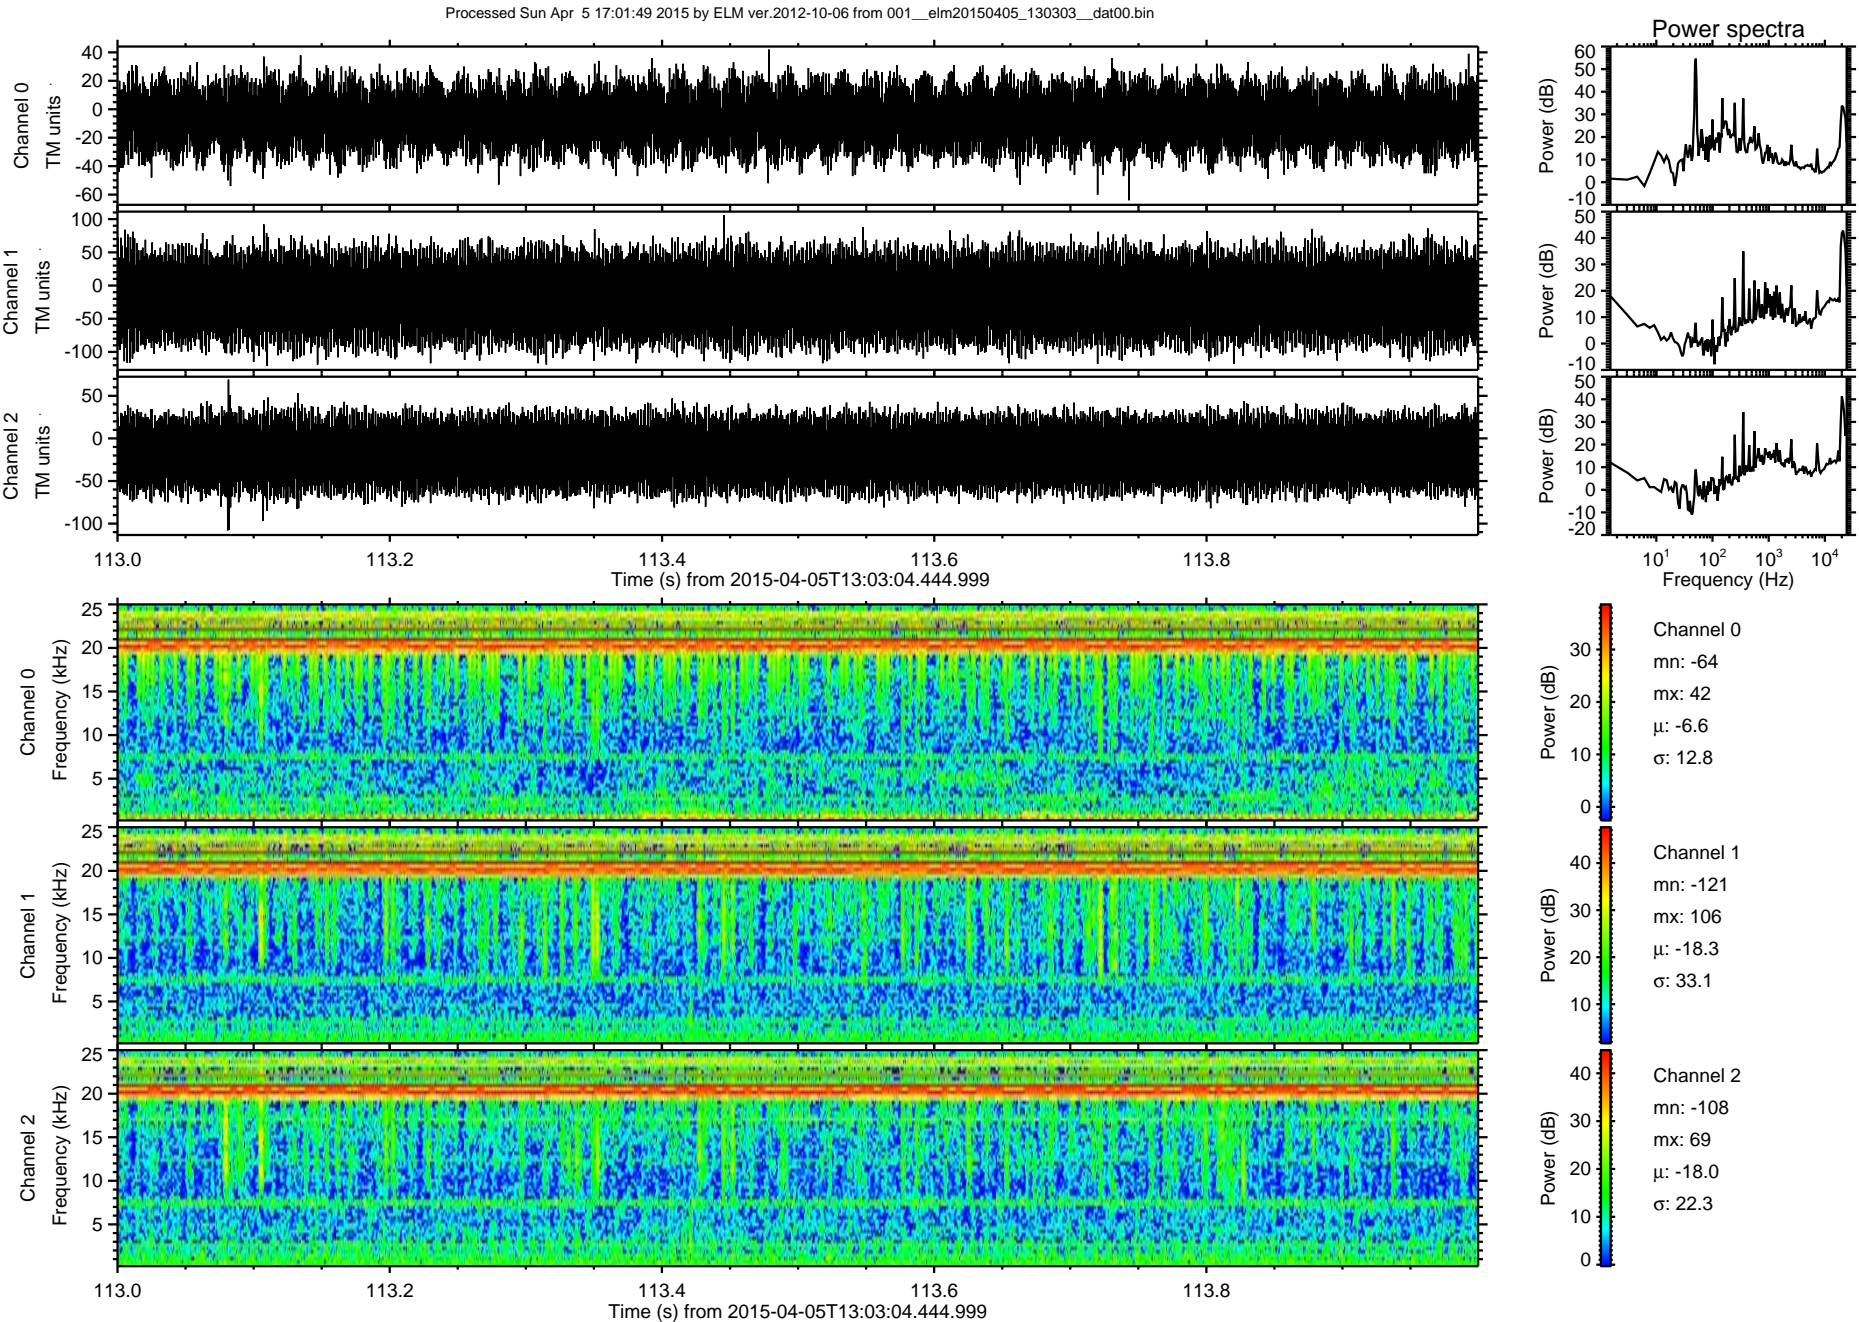 Processed Sun Apr  5 17:01:49 2015 by ELM ver.2012-10-06 from 001__elm20150405_130303__dat00.bin
Power spectra
Channel 0
TM units
40
20
0
-20
-40
-60
Power (dB)
60
50
40
30
20
10
0
-10
Channel 1
TM units
100
50
0
-50
-100
Power (dB)
50
40
30
20
10
0
-10
Channel 2
TM units
50
0
-50
-100
Power (dB)
50
40
30
20
10
0
-10
-20
113.0 113.2 113.4 113.6 113.8
Time (s) from 2015-04-05T13:03:04.444.999
10¹ 10² 10³ 10⁴
Frequency (Hz)
Channel 0
Frequency (kHz)
25
20
15
10
5
Power (dB)
30
20
10
0
Channel 0
mn: -64
mx: 42
µ: -6.6
σ: 12.8
Channel 1
Frequency (kHz)
25
20
15
10
5
Power (dB)
40
30
20
10
Channel 1
mn: -121
mx: 106
µ: -18.3
σ: 33.1
Channel 2
Frequency (kHz)
25
20
15
10
5
Power (dB)
40
30
20
10
0
Channel 2
mn: -108
mx: 69
µ: -18.0
σ: 22.3
113.0 113.2 113.4 113.6 113.8
Time (s) from 2015-04-05T13:03:04.444.999